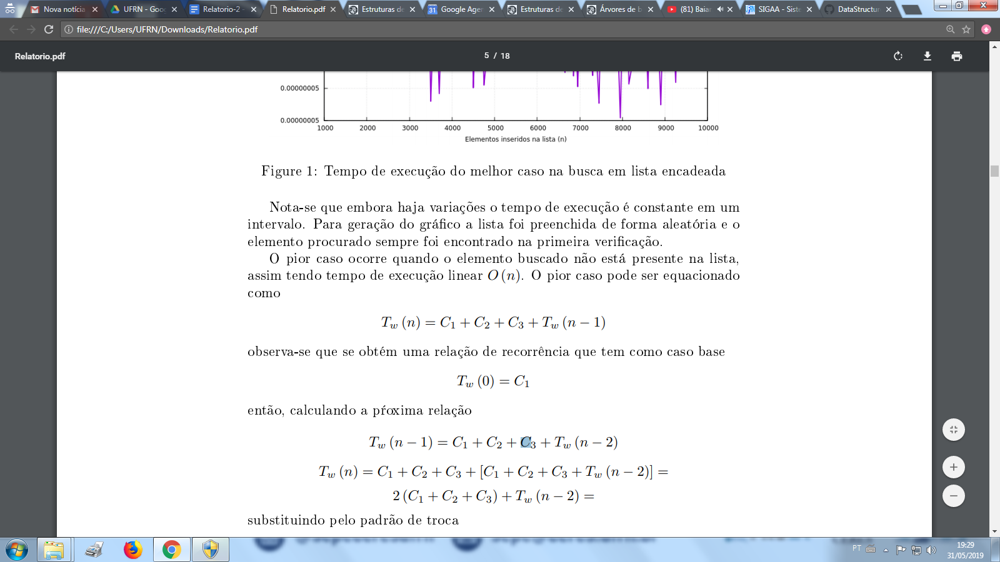 Nova notícia
UFRN - Goo
Relatorio-2 -
Relatorio.pdf
Estruturas de
Google Agen
Estruturas de
Árvores de b
(81) Baian
SIGAA - Siste
DataStructur
file:///C:/Users/UFRN/Downloads/Relatorio.pdf
Relatorio.pdf
5 / 18
0.00000005
0.00000005
1000 2000 3000 4000 5000 6000 7000 8000 9000 10000
Elementos inseridos na lista (n)
Figure 1: Tempo de execução do melhor caso na busca em lista encadeada
Nota-se que embora haja variações o tempo de execução é constante em um
intervalo. Para geração do gráfico a lista foi preenchida de forma aleatória e o
elemento procurado sempre foi encontrado na primeira verificação.
O pior caso ocorre quando o elemento buscado não está presente na lista,
assim tendo tempo de execução linear O (n). O pior caso pode ser equacionado
como
T_w (n) = C_1 + C_2 + C_3 + T_w (n − 1)
observa-se que se obtém uma relação de recorrência que tem como caso base
T_w (0) = C_1
então, calculando a pŕoxima relação
T_w (n − 1) = C_1 + C_2 + C_3 + T_w (n − 2)
T_w (n) = C_1 + C_2 + C_3 + [C_1 + C_2 + C_3 + T_w (n − 2)] =
2 (C_1 + C_2 + C_3) + T_w (n − 2) =
substituindo pelo padrão de troca
PT
19:29
31/05/2019